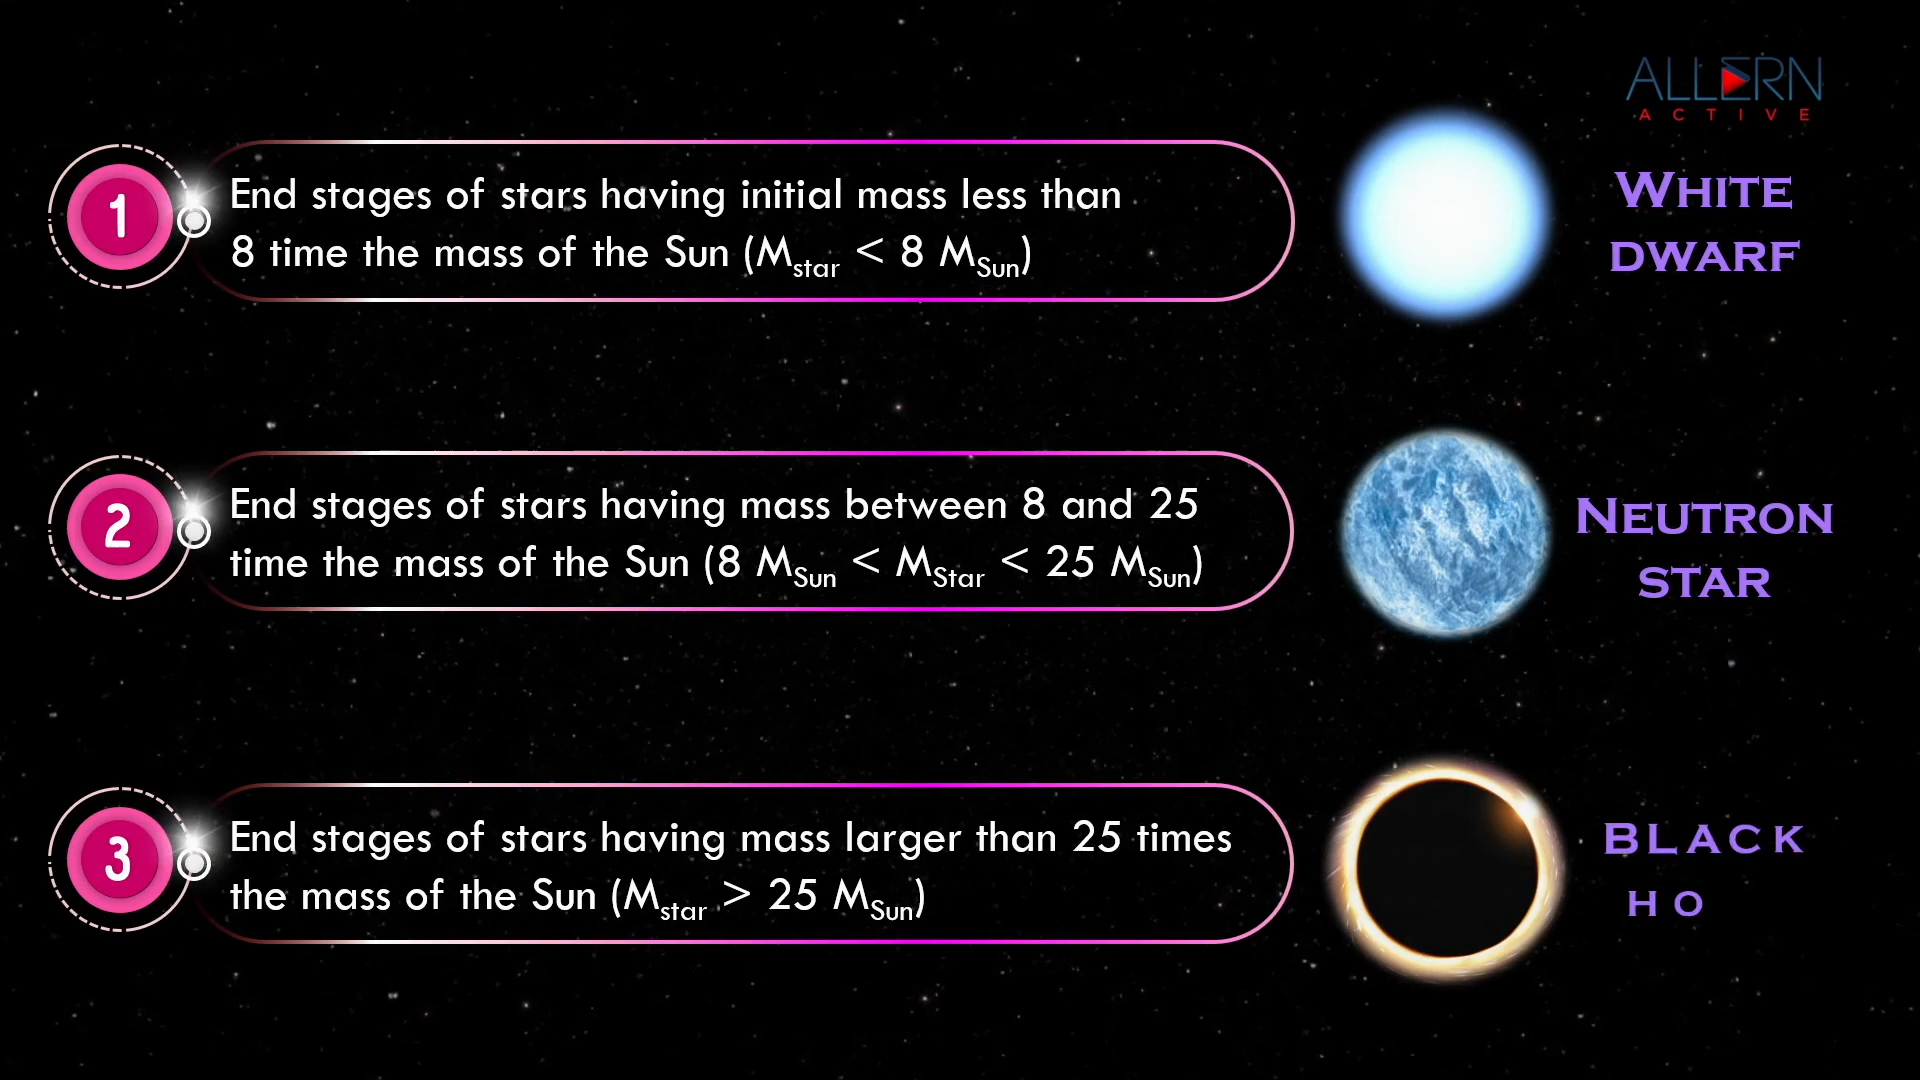 ALLERN
ACTIVE
1
End stages of stars having initial mass less than
8 time the mass of the Sun (Mstar < 8 MSun)
WHITE
DWARF
2
End stages of stars having mass between 8 and 25
time the mass of the Sun (8 MSun < MStar < 25 MSun)
NEUTRON
STAR
3
End stages of stars having mass larger than 25 times
the mass of the Sun (Mstar > 25 MSun)
BLACK
HO